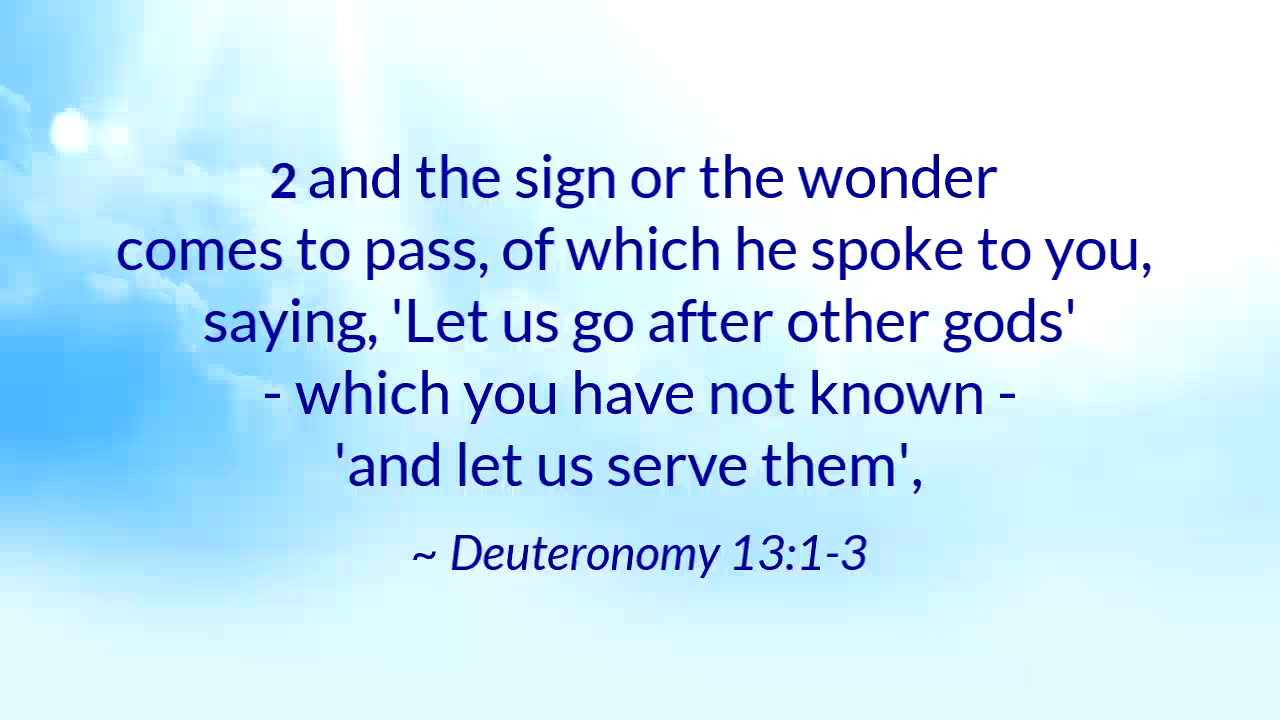 2 and the sign or the wonder
comes to pass, of which he spoke to you,
saying, 'Let us go after other gods'
- which you have not known -
'and let us serve them',
~ Deuteronomy 13:1-3